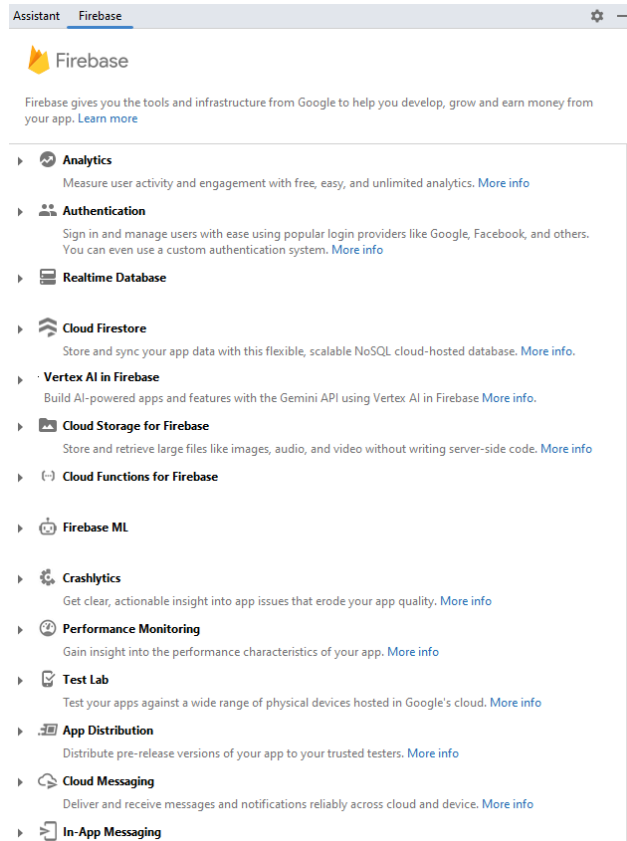 Assistant Firebase
Firebase
Firebase gives you the tools and infrastructure from Google to help you develop, grow and earn money from
your app. Learn more
Analytics
Measure user activity and engagement with free, easy, and unlimited analytics. More info
Authentication
Sign in and manage users with ease using popular login providers like Google, Facebook, and others.
You can even use a custom authentication system. More info
Realtime Database
Cloud Firestore
Store and sync your app data with this flexible, scalable NoSQL cloud-hosted database. More info.
Vertex AI in Firebase
Build AI-powered apps and features with the Gemini API using Vertex AI in Firebase More info.
Cloud Storage for Firebase
Store and retrieve large files like images, audio, and video without writing server-side code. More info
Cloud Functions for Firebase
Firebase ML
Crashlytics
Get clear, actionable insight into app issues that erode your app quality. More info
Performance Monitoring
Gain insight into the performance characteristics of your app. More info
Test Lab
Test your apps against a wide range of physical devices hosted in Google's cloud. More info
App Distribution
Distribute pre-release versions of your app to your trusted testers. More info
Cloud Messaging
Deliver and receive messages and notifications reliably across cloud and device. More info
In-App Messaging